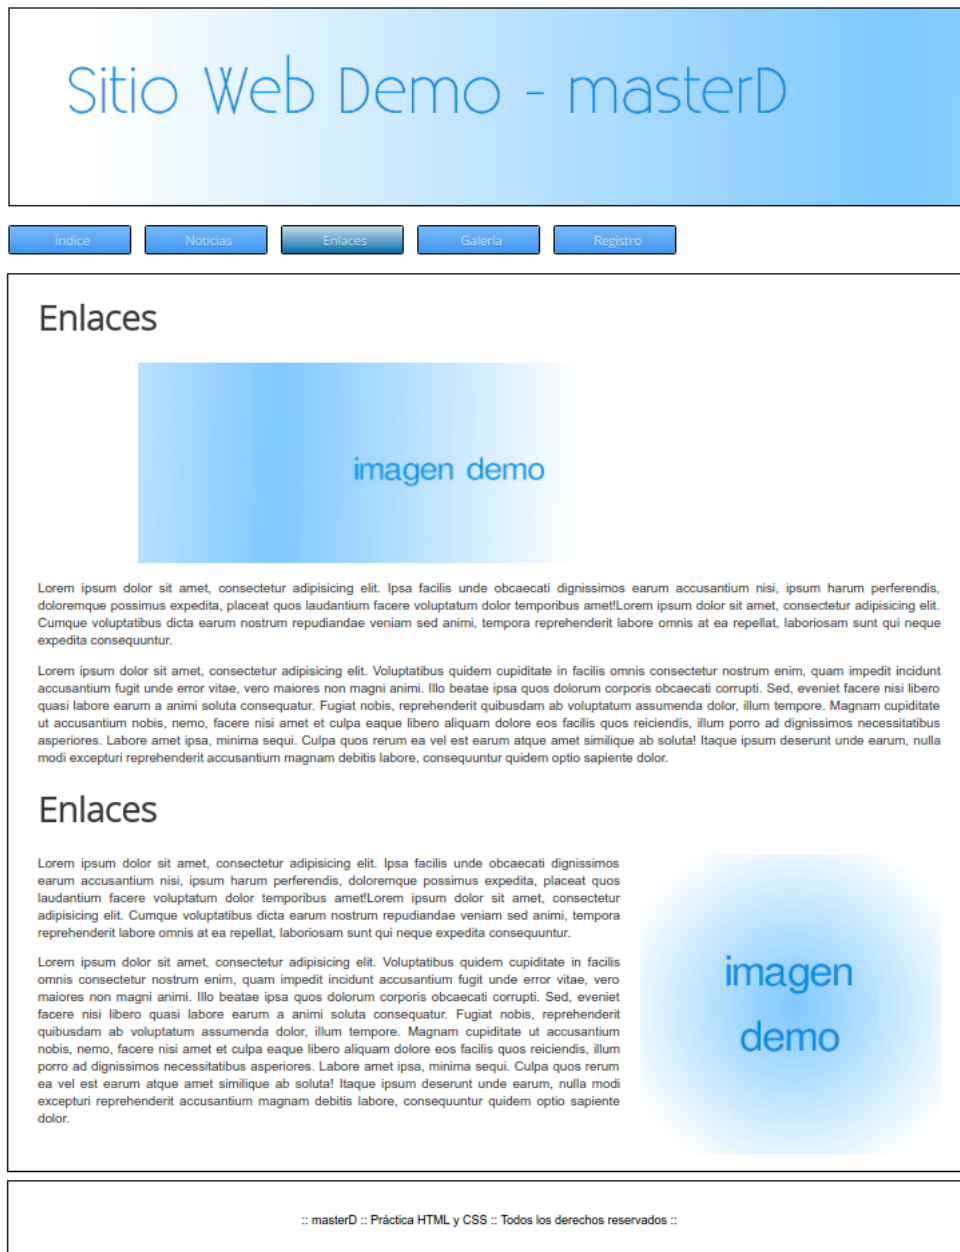 Sitio Web Demo - masterD
Índice Noticias Enlaces Galería Registro
Enlaces
imagen demo
Lorem ipsum dolor sit amet, consectetur adipisicing elit. Ipsa facilis unde obcaecati dignissimos earum accusantium nisi, ipsum harum perferendis,
doloremque possimus expedita, placeat quos laudantium facere voluptatum dolor temporibus amet!Lorem ipsum dolor sit amet, consectetur adipisicing elit.
Cumque voluptatibus dicta earum nostrum repudiandae veniam sed animi, tempora reprehenderit labore omnis at ea repellat, laboriosam sunt qui neque
expedita consequuntur.
Lorem ipsum dolor sit amet, consectetur adipisicing elit. Voluptatibus quidem cupiditate in facilis omnis consectetur nostrum enim, quam impedit incidunt
accusantium fugit unde error vitae, vero maiores non magni animi. Illo beatae ipsa quos dolorum corporis obcaecati corrupti. Sed, eveniet facere nisi libero
quasi labore earum a animi soluta consequatur. Fugiat nobis, reprehenderit quibusdam ab voluptatum assumenda dolor, illum tempore. Magnam cupiditate
ut accusantium nobis, nemo, facere nisi amet et culpa eaque libero aliquam dolore eos facilis quos reiciendis, illum porro ad dignissimos necessitatibus
asperiores. Labore amet ipsa, minima sequi. Culpa quos rerum ea vel est earum atque amet similique ab soluta! Itaque ipsum deserunt unde earum, nulla
modi excepturi reprehenderit accusantium magnam debitis labore, consequuntur quidem optio sapiente dolor.
Enlaces
Lorem ipsum dolor sit amet, consectetur adipisicing elit. Ipsa facilis unde obcaecati dignissimos
earum accusantium nisi, ipsum harum perferendis, doloremque possimus expedita, placeat quos
laudantium facere voluptatum dolor temporibus amet!Lorem ipsum dolor sit amet, consectetur
adipisicing elit. Cumque voluptatibus dicta earum nostrum repudiandae veniam sed animi, tempora
reprehenderit labore omnis at ea repellat, laboriosam sunt qui neque expedita consequuntur.
Lorem ipsum dolor sit amet, consectetur adipisicing elit. Voluptatibus quidem cupiditate in facilis
omnis consectetur nostrum enim, quam impedit incidunt accusantium fugit unde error vitae, vero
maiores non magni animi. Illo beatae ipsa quos dolorum corporis obcaecati corrupti. Sed, eveniet
facere nisi libero quasi labore earum a animi soluta consequatur. Fugiat nobis, reprehenderit
quibusdam ab voluptatum assumenda dolor, illum tempore. Magnam cupiditate ut accusantium
nobis, nemo, facere nisi amet et culpa eaque libero aliquam dolore eos facilis quos reiciendis, illum
porro ad dignissimos necessitatibus asperiores. Labore amet ipsa, minima sequi. Culpa quos rerum
ea vel est earum atque amet similique ab soluta! Itaque ipsum deserunt unde earum, nulla modi
excepturi reprehenderit accusantium magnam debitis labore, consequuntur quidem optio sapiente
dolor.
imagen
demo
:: masterD :: Práctica HTML y CSS :: Todos los derechos reservados ::